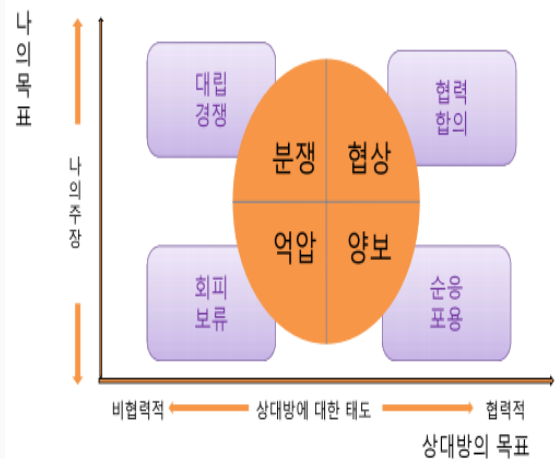 나의목표
나의주장
대립
경쟁
협력
합의
분쟁
협상
억압
양보
회피
보류
순응
포용
비협력적
상대방에 대한 태도
협력적
상대방의 목표